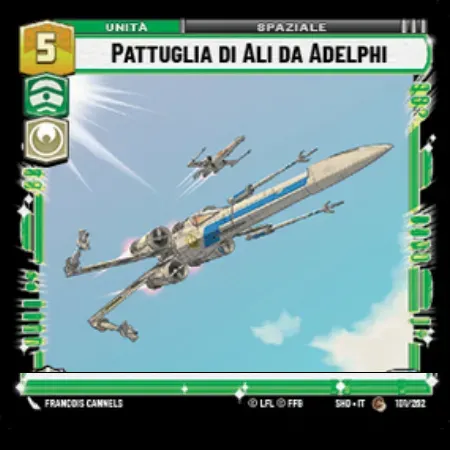 5
UNITÀ
SPAZIALE
PATTUGLIA DI ALI DA ADELPHI
FRANCOIS CANNELS
© LFL © FFG
SHD • IT
101/262